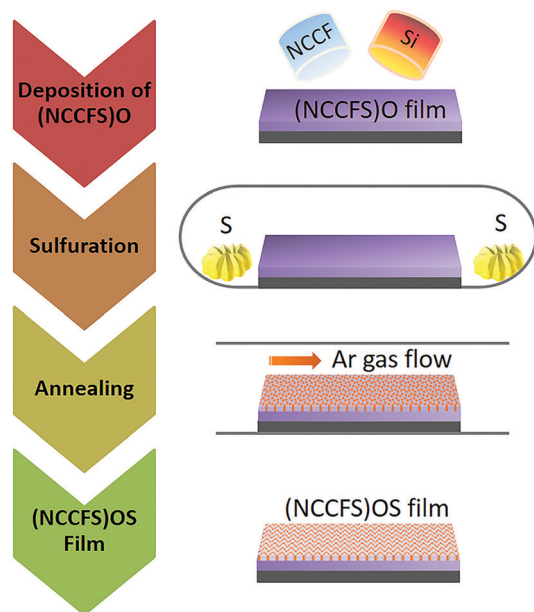 NCCF
Si
Deposition of
(NCCFS)O
(NCCFS)O film
Sulfuration
S
S
Annealing
Ar gas flow
(NCCFS)OS
Film
(NCCFS)OS film